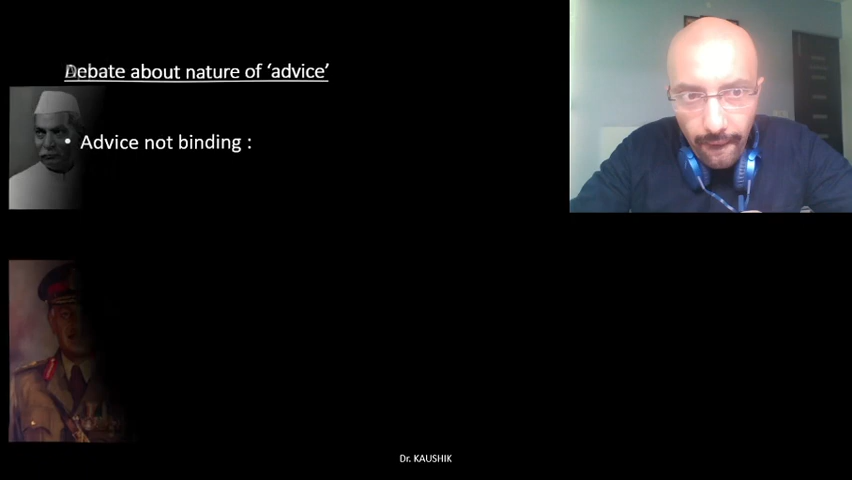 Debate about nature of ‘advice’
• Advice not binding :
Dr. KAUSHIK